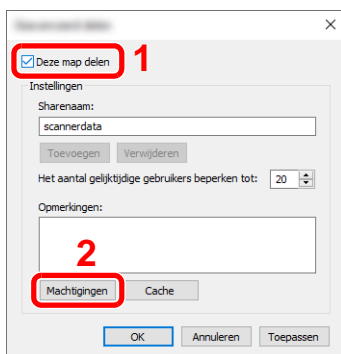 Deze map delen
1
Instellingen
Sharenaam:
scannerdata
Toevoegen Verwijderen
Het aantal gelijktijdige gebruikers beperken tot: 20
Opmerkingen:
2
Machtigingen Cache
OK Annuleren Toepassen